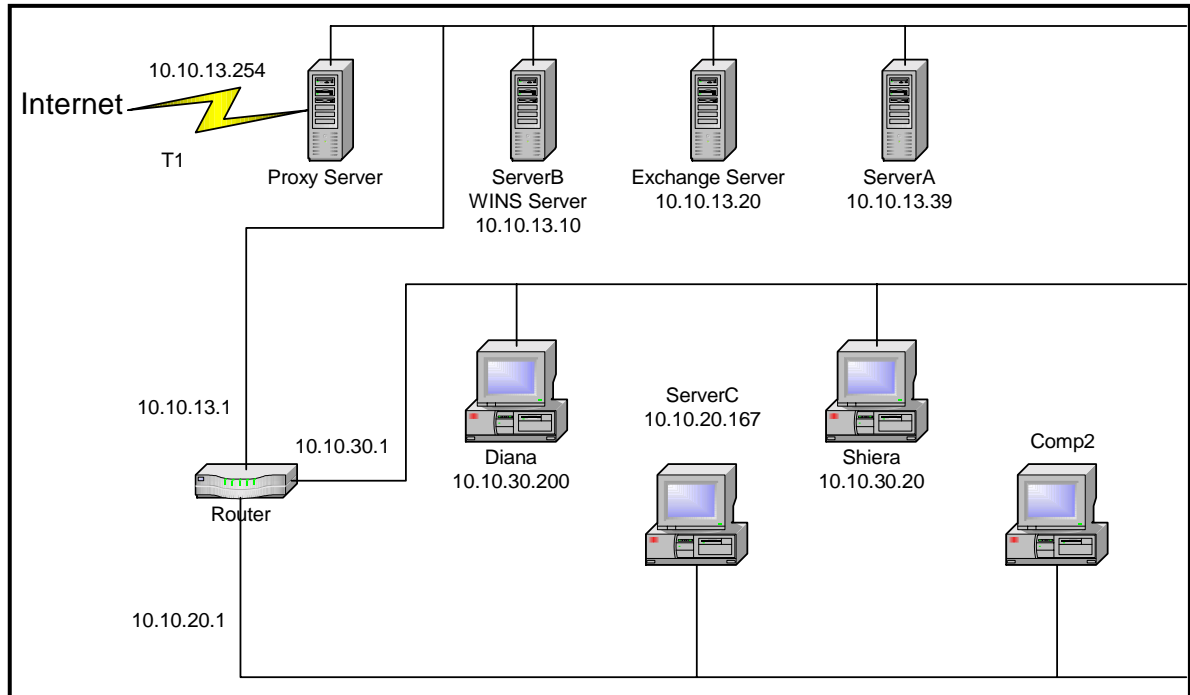 10.10.13.254
Internet
T1
Proxy Server
ServerB
WINS Server
10.10.13.10
Exchange Server
10.10.13.20
ServerA
10.10.13.39
10.10.13.1
10.10.30.1
Router
10.10.20.1
Diana
10.10.30.200
ServerC
10.10.20.167
Shiera
10.10.30.20
Comp2